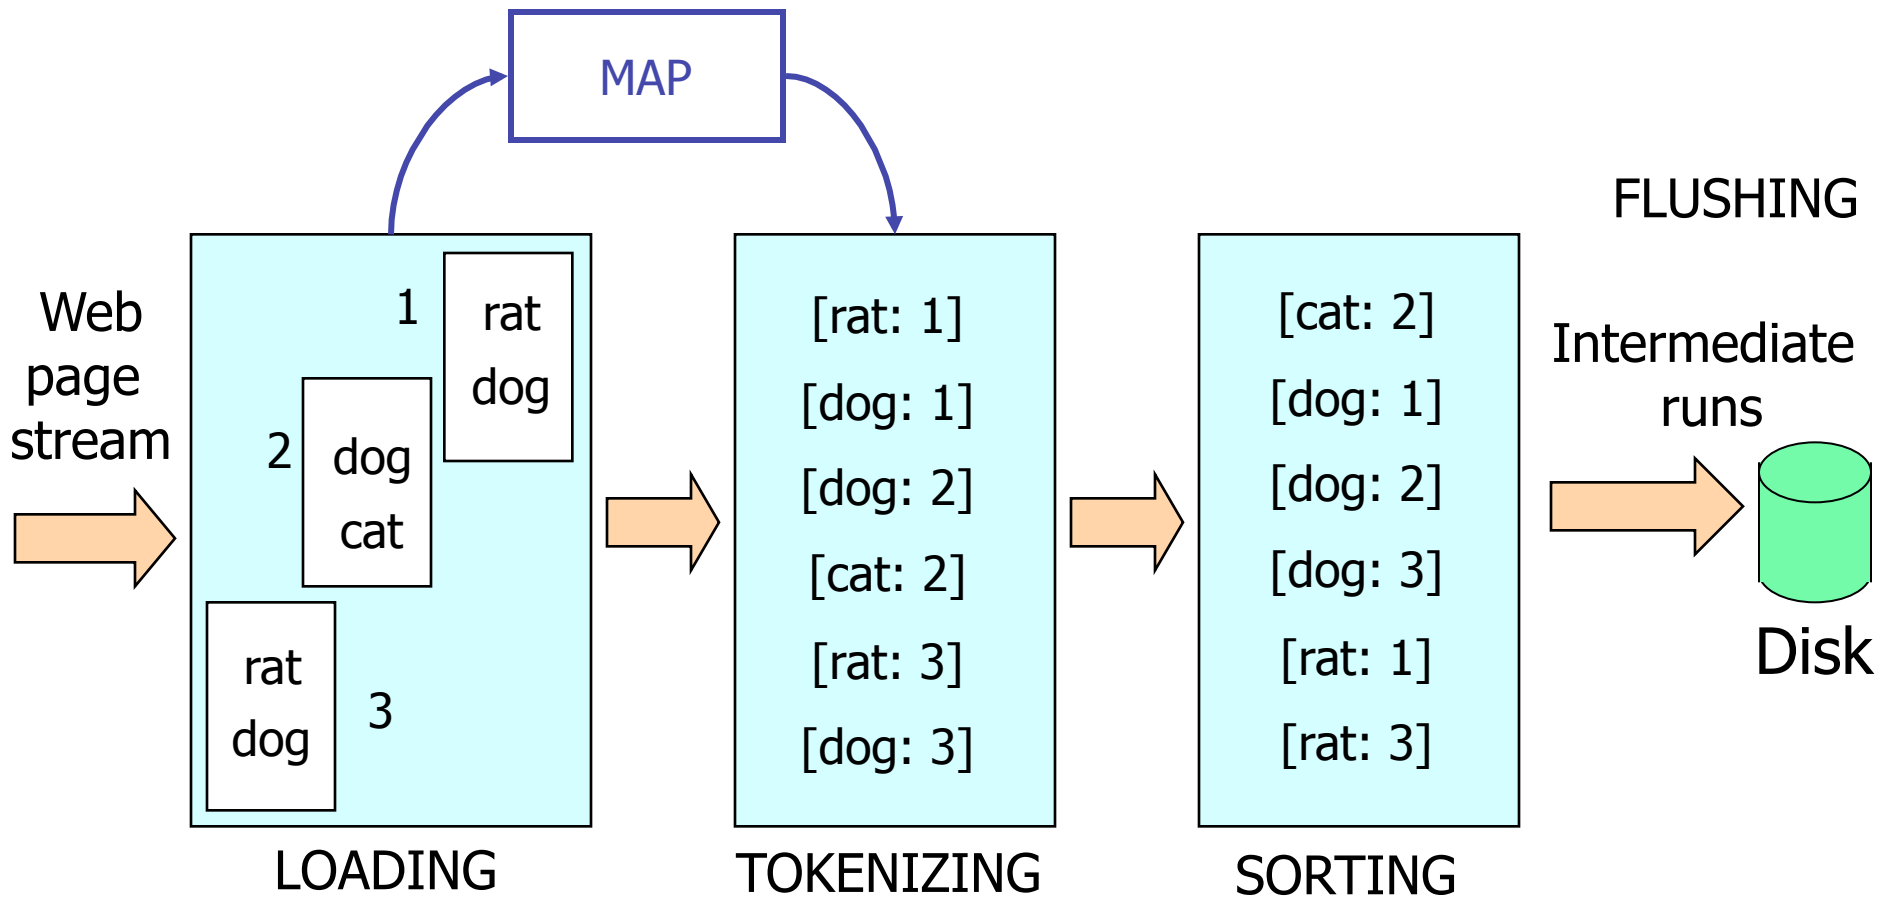 MAP
FLUSHING
Web
page
stream
1
rat
dog
2
dog
cat
rat
dog
3
LOADING
[rat: 1]
[dog: 1]
[dog: 2]
[cat: 2]
[rat: 3]
[dog: 3]
TOKENIZING
[cat: 2]
[dog: 1]
[dog: 2]
[dog: 3]
[rat: 1]
[rat: 3]
SORTING
Intermediate
runs
Disk